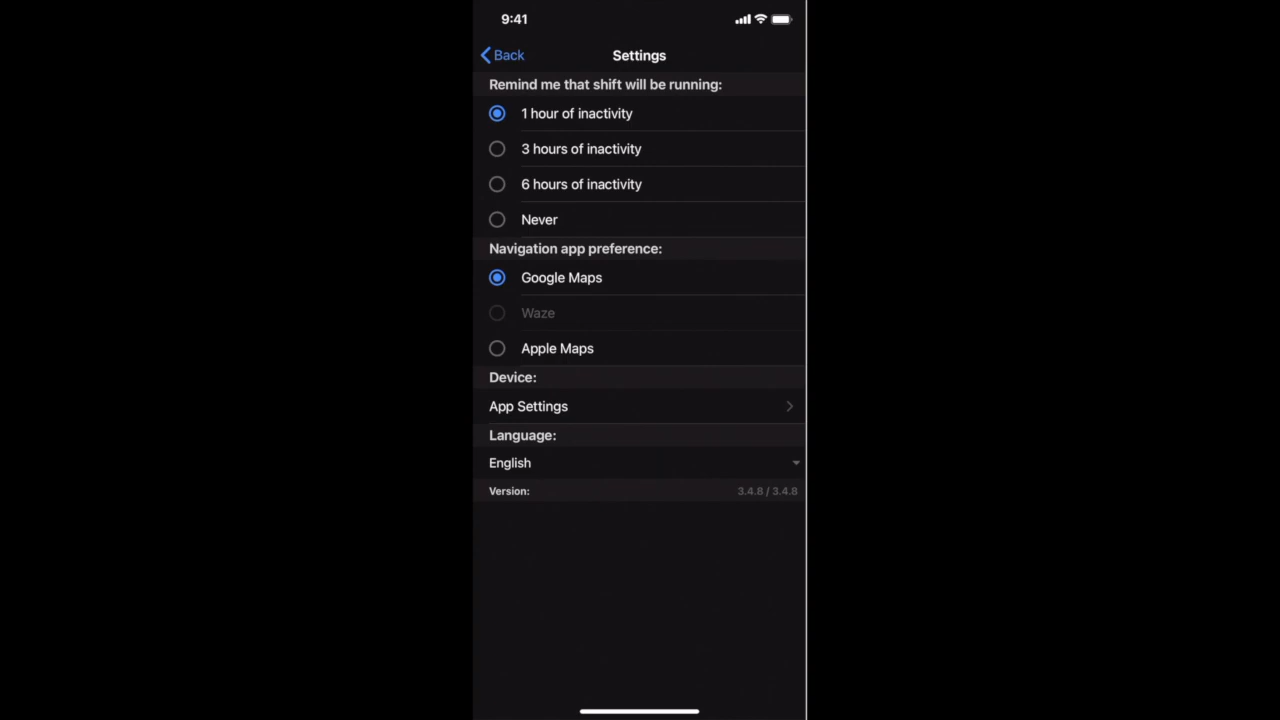 9:41
Back
Settings
Remind me that shift will be running:
1 hour of inactivity
3 hours of inactivity
6 hours of inactivity
Never
Navigation app preference:
Google Maps
Waze
Apple Maps
Device:
App Settings
Language:
English
Version: 3.4.8 / 3.4.8